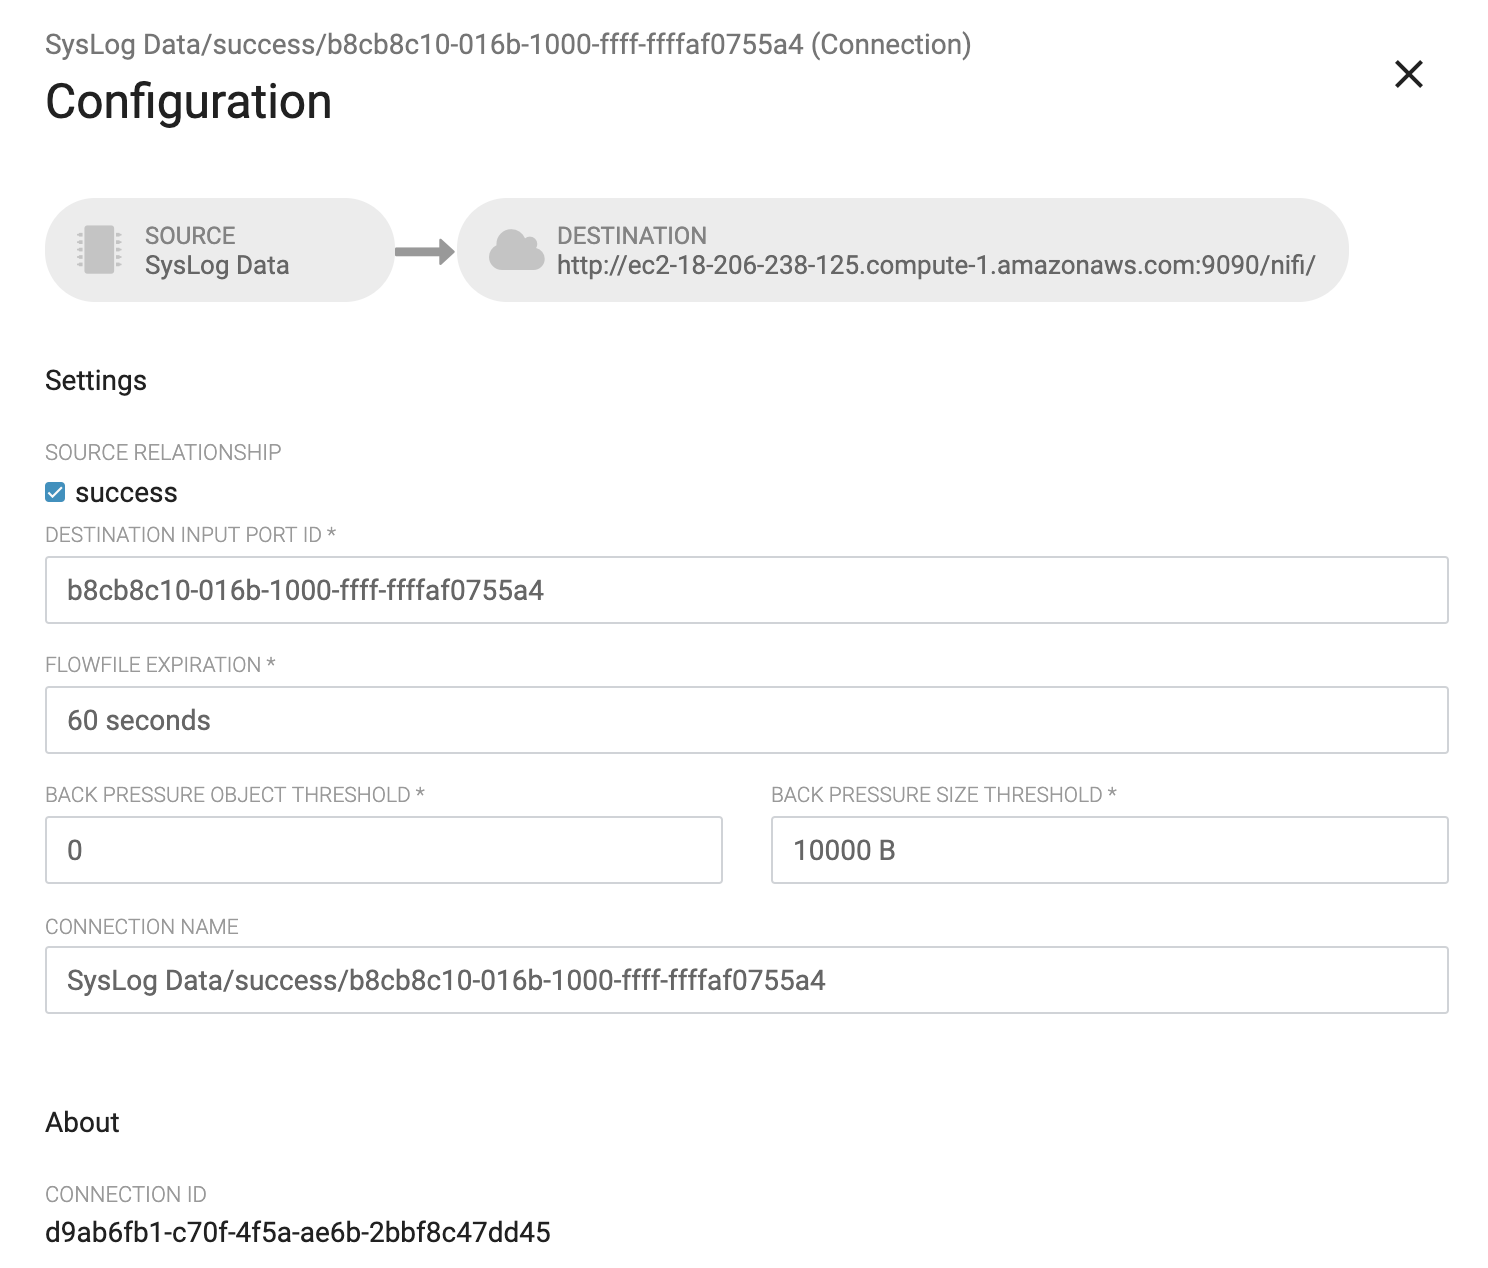 SysLog Data/success/b8cb8c10-016b-1000-ffff-ffffaf0755a4 (Connection)
Configuration
SOURCE
SysLog Data
DESTINATION
http://ec2-18-206-238-125.compute-1.amazonaws.com:9090/nifi/
Settings
SOURCE RELATIONSHIP
success
DESTINATION INPUT PORT ID *
b8cb8c10-016b-1000-ffff-ffffaf0755a4
FLOWFILE EXPIRATION *
60 seconds
BACK PRESSURE OBJECT THRESHOLD *
0
BACK PRESSURE SIZE THRESHOLD *
10000 B
CONNECTION NAME
SysLog Data/success/b8cb8c10-016b-1000-ffff-ffffaf0755a4
About
CONNECTION ID
d9ab6fb1-c70f-4f5a-ae6b-2bbf8c47dd45